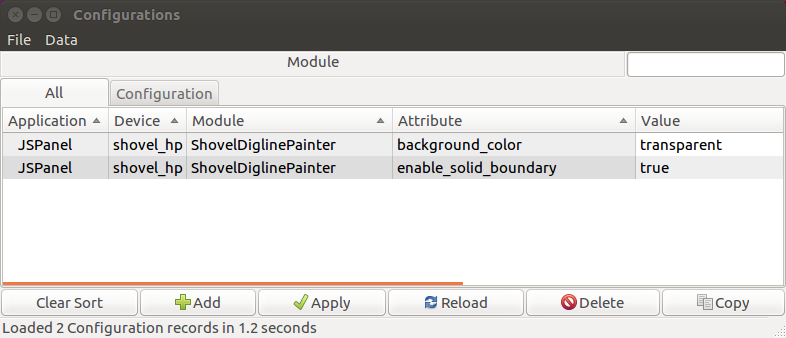 Configurations
File Data
Module
All Configuration
Application Device Module Attribute Value
JSPanel shovel_hp ShovelDiglinePainter background_color transparent
JSPanel shovel_hp ShovelDiglinePainter enable_solid_boundary true
Clear Sort Add Apply Reload Delete Copy
Loaded 2 Configuration records in 1.2 seconds